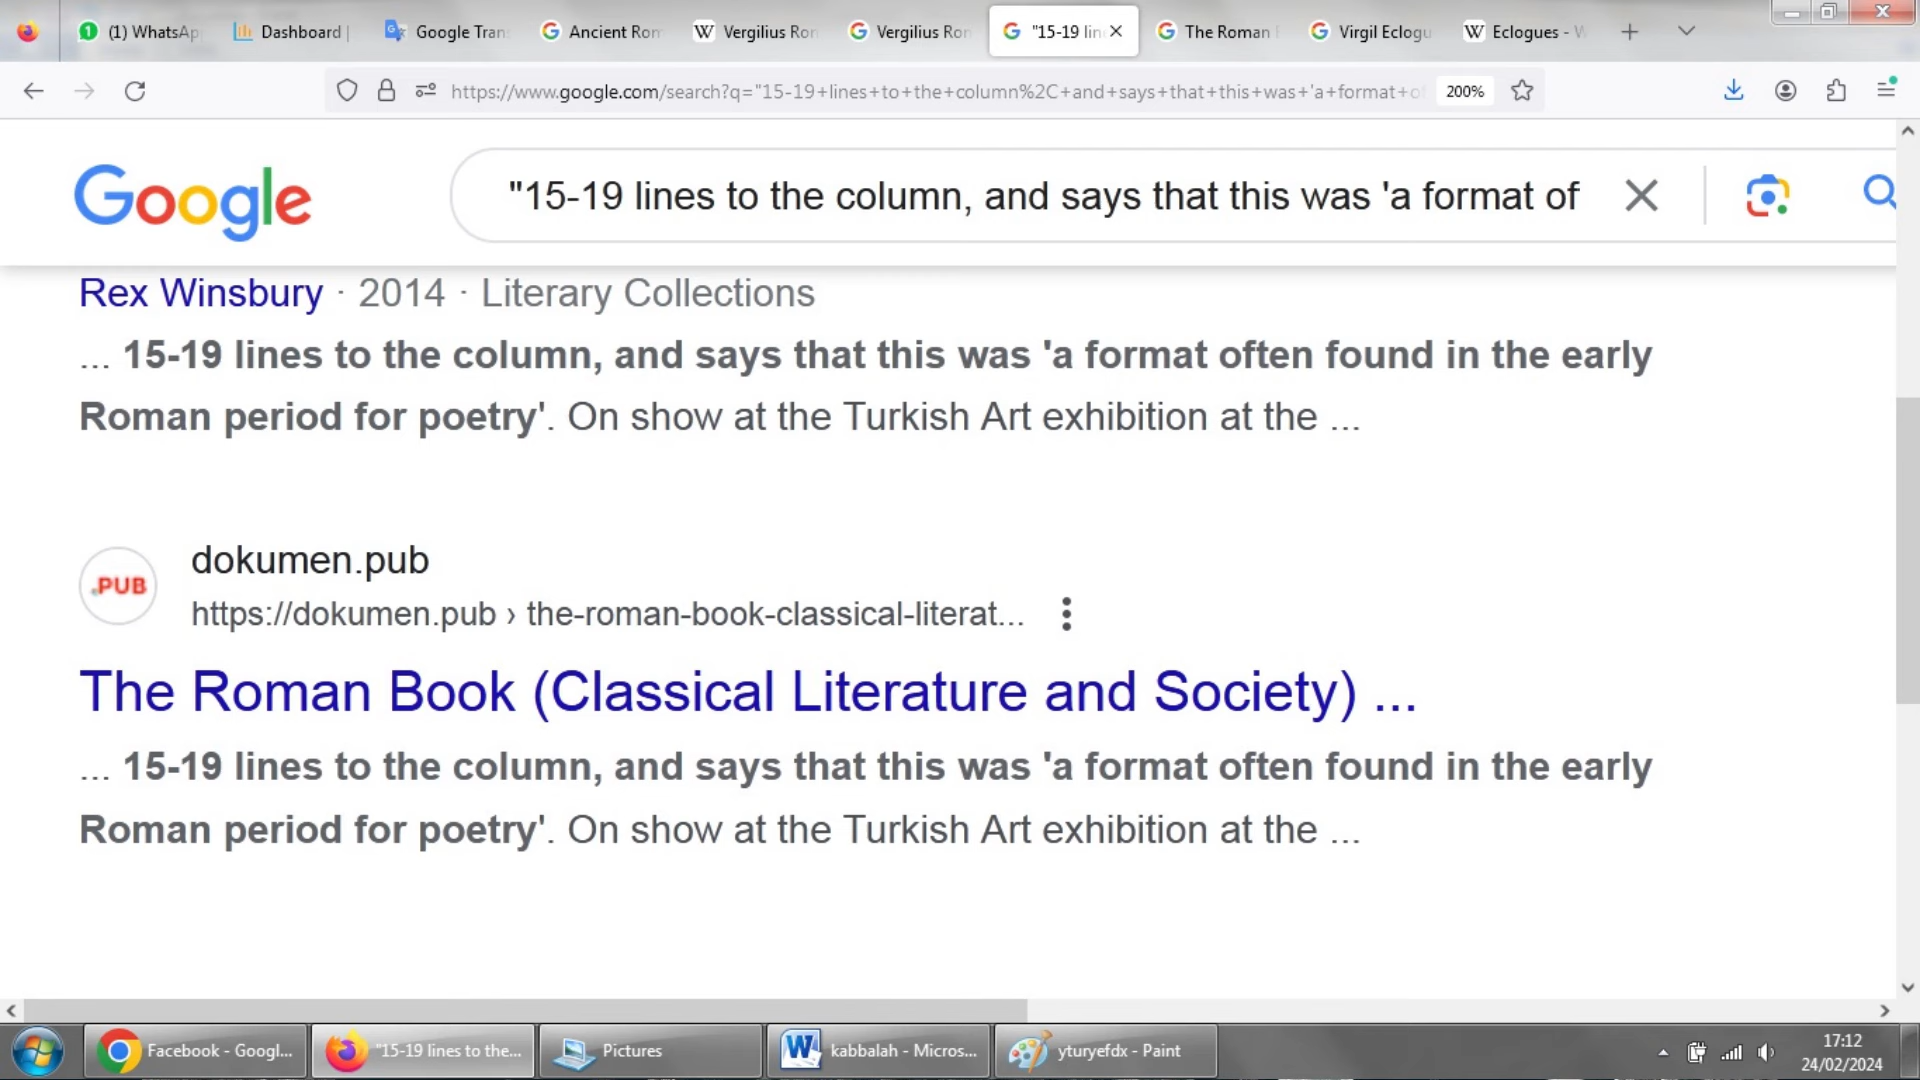 (1) WhatsAp
Dashboard |
Google Tran
Ancient Rom
Vergilius Rom
Vergilius Rom
"15-19 lin
The Roman
Virgil Eclogu
Eclogues - W
https://www.google.com/search?q="15-19+lines+to+the+column%2C+and+says+that+this+was+'a+format+o
200%
Google
"15-19 lines to the column, and says that this was 'a format of
Rex Winsbury · 2014 · Literary Collections
... 15-19 lines to the column, and says that this was 'a format often found in the early
Roman period for poetry'. On show at the Turkish Art exhibition at the ...
.PUB
dokumen.pub
https://dokumen.pub › the-roman-book-classical-literat...
The Roman Book (Classical Literature and Society) ...
... 15-19 lines to the column, and says that this was 'a format often found in the early
Roman period for poetry'. On show at the Turkish Art exhibition at the ...
Facebook - Googl...
"15-19 lines to the...
Pictures
kabbalah - Micros...
yturyefdx - Paint
17:12
24/02/2024